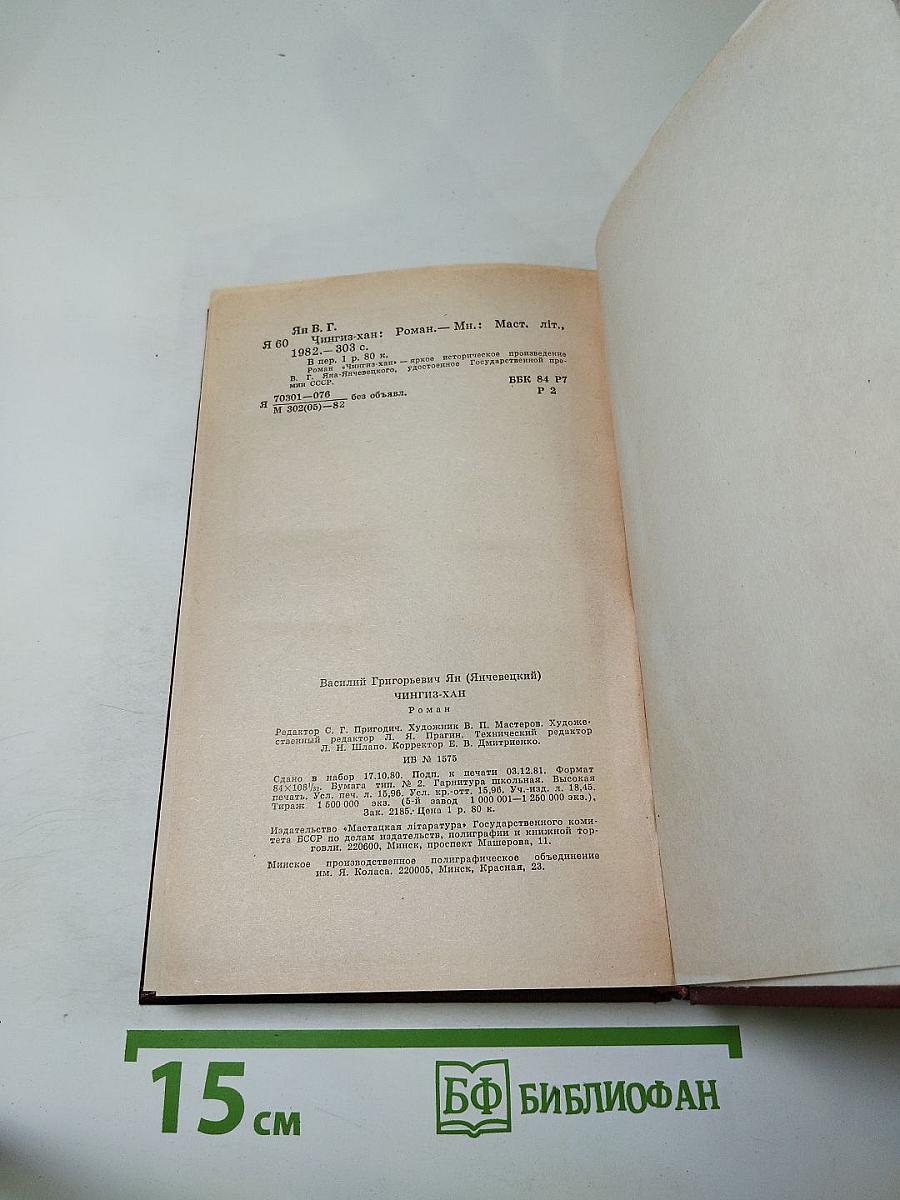 Ян В. Г.
Я 60 Чингиз-хан: Роман.— Мн.: Маст. літ.,
1982.— 303 с.
В пер. 1 р. 80 к.
Роман «Чингиз-хан» — яркое историческое произведение
В. Г. Яна-Янчевецкого, удостоенное Государственной пре-
мии СССР.
Я 70301—076 без объявл. ББК 84 Р7
М 302(05)—82 Р 2
Василий Григорьевич Ян (Янчевецкий)
ЧИНГИЗ-ХАН
Роман
Редактор С. Г. Пригодич. Художник В. П. Мастеров. Художе-
ственный редактор Л. Я. Прагин. Технический редактор
Л. Н. Шлапо. Корректор Е. В. Дмитриенко.
ИБ № 1575
Сдано в набор 17.10.80. Подп. к печати 03.12.81. Формат
84×108¹/₃₂. Бумага тип. № 2. Гарнитура школьная. Высокая
печать. Усл. печ. л. 15,96. Усл. кр.-отт. 15,96. Уч.-изд. л. 18,45.
Тираж 1 500 000 экз. (5-й завод 1 000 001—1 250 000 экз.),
Зак. 2185. Цена 1 р. 80 к.
Издательство «Мастацкая літаратура» Государственного коми-
тета БССР по делам издательств, полиграфии и книжной тор-
говли. 220600, Минск, проспект Машерова, 11.
Минское производственное полиграфическое объединение
им. Я. Коласа. 220005, Минск, Красная, 23.
15 см
БФ БИБЛИОФАН